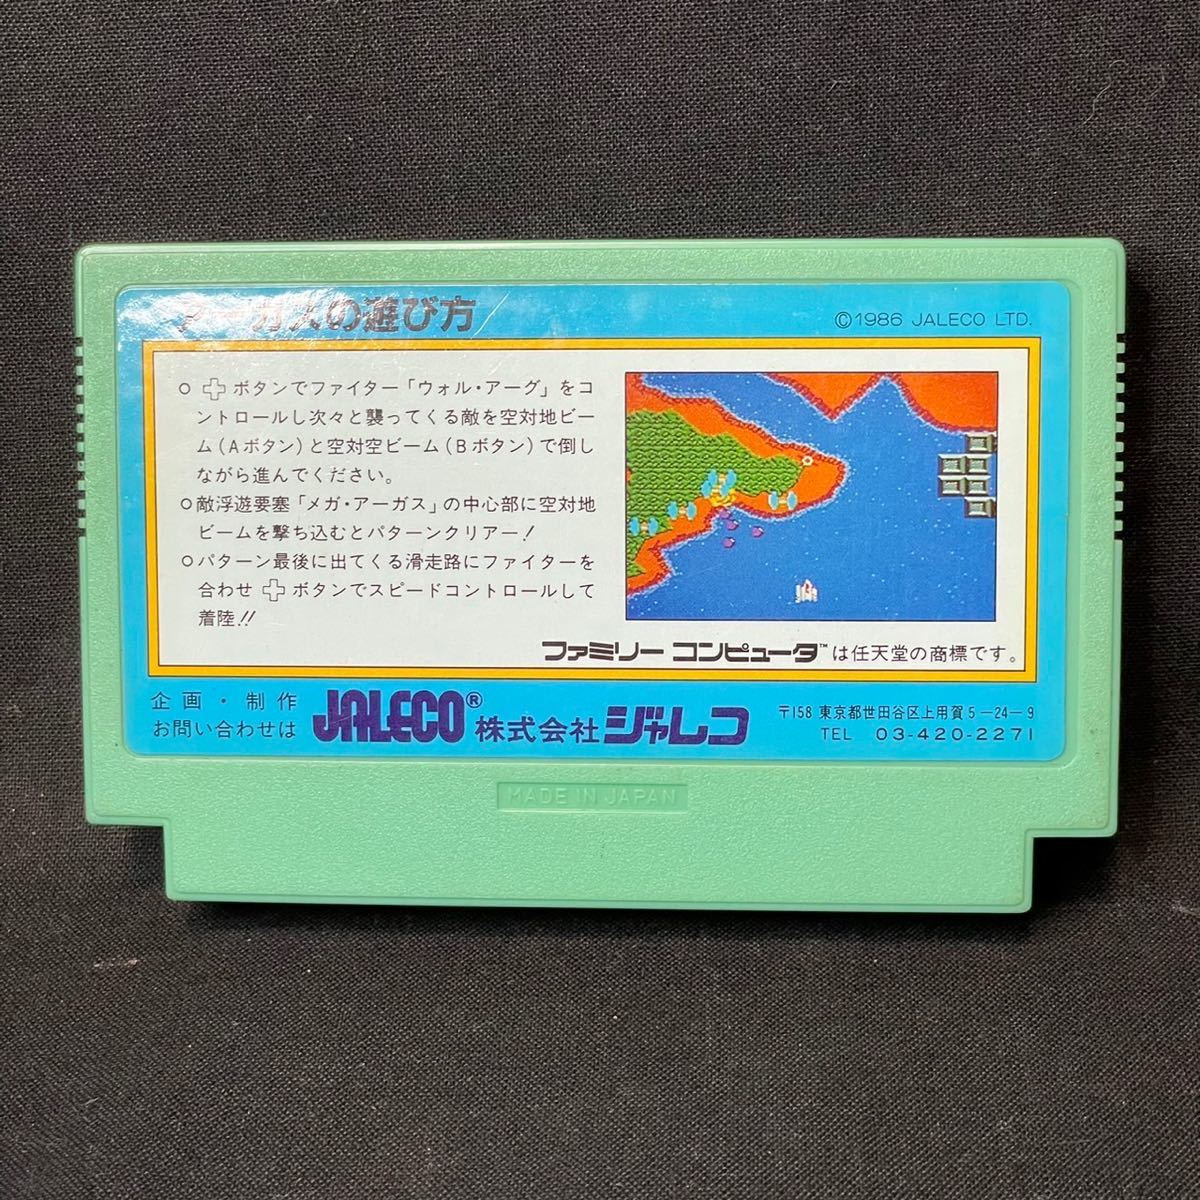 アーガスの遊び方
©1986 JALECO LTD.
○ ボタンでファイター「ウォル・アーグ」をコ
ントロールし次々と襲ってくる敵を空対地ビー
ム(Aボタン)と空対空ビーム(Bボタン)で倒し
ながら進んでください。
○敵浮遊要塞「メガ・アーガス」の中心部に空対地
ビームを撃ち込むとパターンクリアー!
○パターン最後に出てくる滑走路にファイターを
合わせ ボタンでスピードコントロールして
着陸!!
ファミリー コンピュータ™は任天堂の商標です。
企画・制作
お問い合わせは
JALECO® 株式会社ジャレコ
〒158 東京都世田谷区上用賀5-24-9
TEL 03-420-2271
MADE IN JAPAN